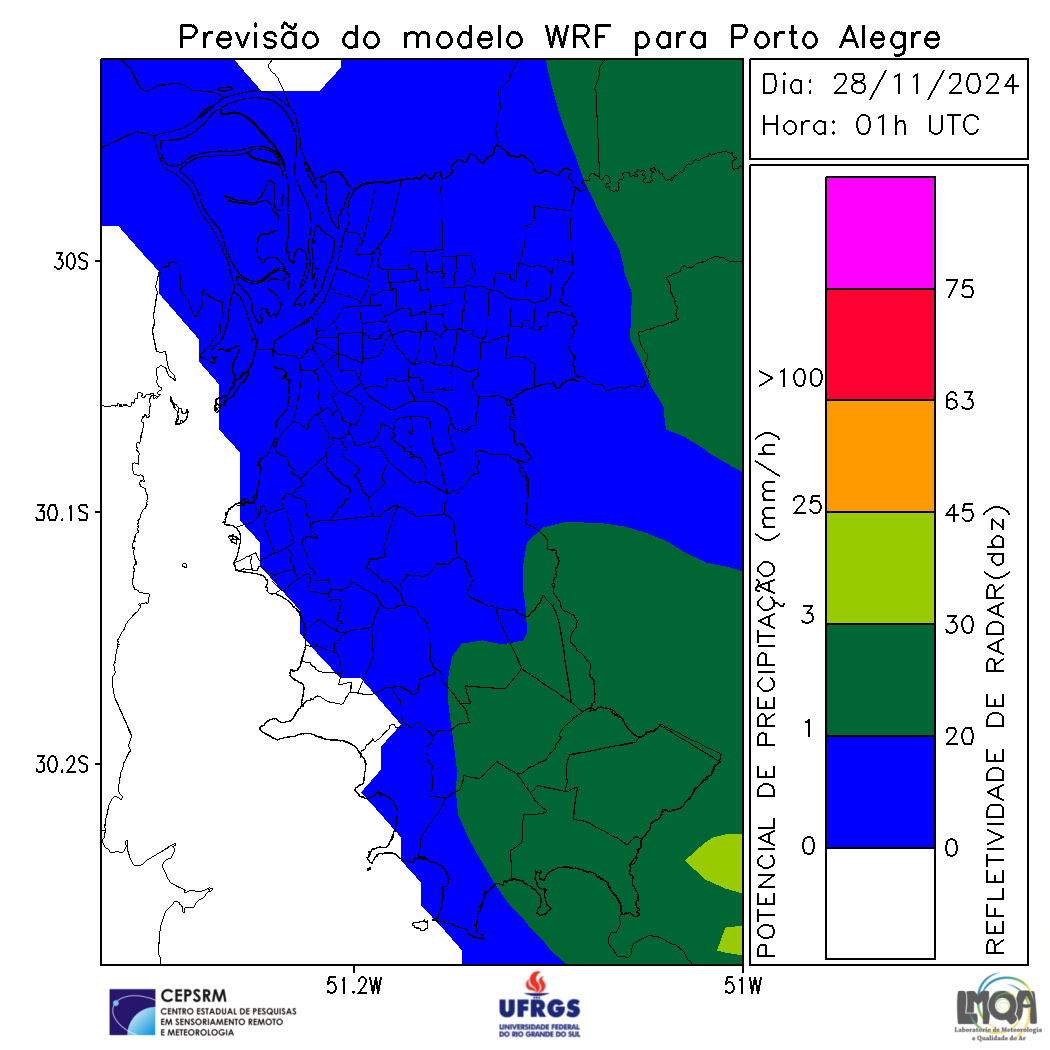 Previsão do modelo WRF para Porto Alegre
Dia: 28/11/2024
Hora: 01h UTC
30S
30.1S
30.2S
51.2W
51W
POTENCIAL DE PRECIPITAÇÃO (mm/h)
>100
25
3
1
0
75
63
45
30
20
0
REFLETIVIDADE DE RADAR(dbz)
CEPSRM
CENTRO ESTADUAL DE PESQUISAS
EM SENSORIAMENTO REMOTO
E METEOROLOGIA
UFRGS
UNIVERSIDADE FEDERAL
DO RIO GRANDE DO SUL
LMQA
Laboratório de Meteorologia
e Qualidade do Ar